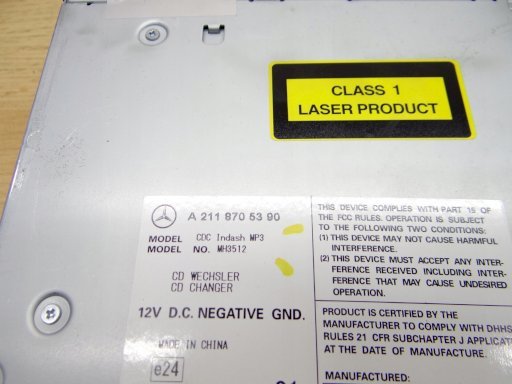 CLASS 1
LASER PRODUCT
A 211 870 53 90
MODEL CDC Indash MP3
MODEL NO. MH3512
CD WECHSLER
CD CHANGER
12V D.C. NEGATIVE GND.
MADE IN CHINA
e24
THIS DEVICE COMPLIES WITH PART 15 OF
THE FCC RULES. OPERATION IS SUBJECT
TO THE FOLLOWING TWO CONDITIONS:
(1) THIS DEVICE MAY NOT CAUSE HARMFUL
INTERFERENCE.
(2) THIS DEVICE MUST ACCEPT ANY INTER-
FERENCE RECEIVED INCLUDING INTER-
FERENCE THAT MAY CAUSE UNDESIRED
OPERATION.
PRODUCT IS CERTIFIED BY THE
MANUFACTURER TO COMPLY WITH DHHS
RULES 21 CFR SUBCHAPTER J APPLICAT
AT THE DATE OF MANUFACTURE.
MANUFACTURED: